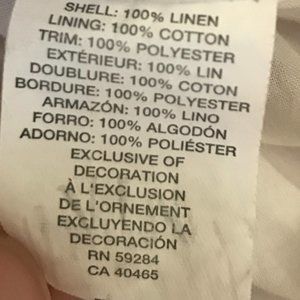 SHELL: 100% LINEN
LINING: 100% COTTON
TRIM: 100% POLYESTER
EXTÉRIEUR: 100% LIN
DOUBLURE: 100% COTON
BORDURE: 100% POLYESTER
ARMAZÓN: 100% LINO
FORRO: 100% ALGODÓN
ADORNO: 100% POLIÉSTER
EXCLUSIVE OF
DECORATION
À L'EXCLUSION
DE L'ORNEMENT
EXCLUYENDO LA
DECORACIÓN
RN 59284
CA 40465